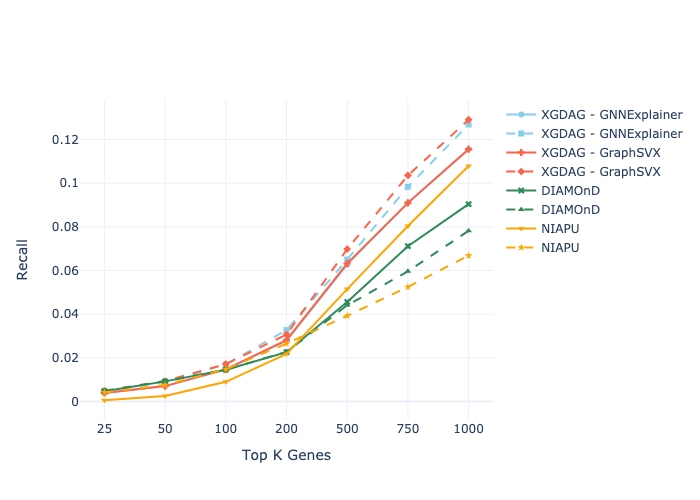 XGDAG - GNNExplainer
XGDAG - GNNExplainer
XGDAG - GraphSVX
XGDAG - GraphSVX
DIAMOnD
DIAMOnD
NIAPU
NIAPU
0.12
0.1
0.08
0.06
0.04
0.02
0
Recall
25 50 100 200 500 750 1000
Top K Genes